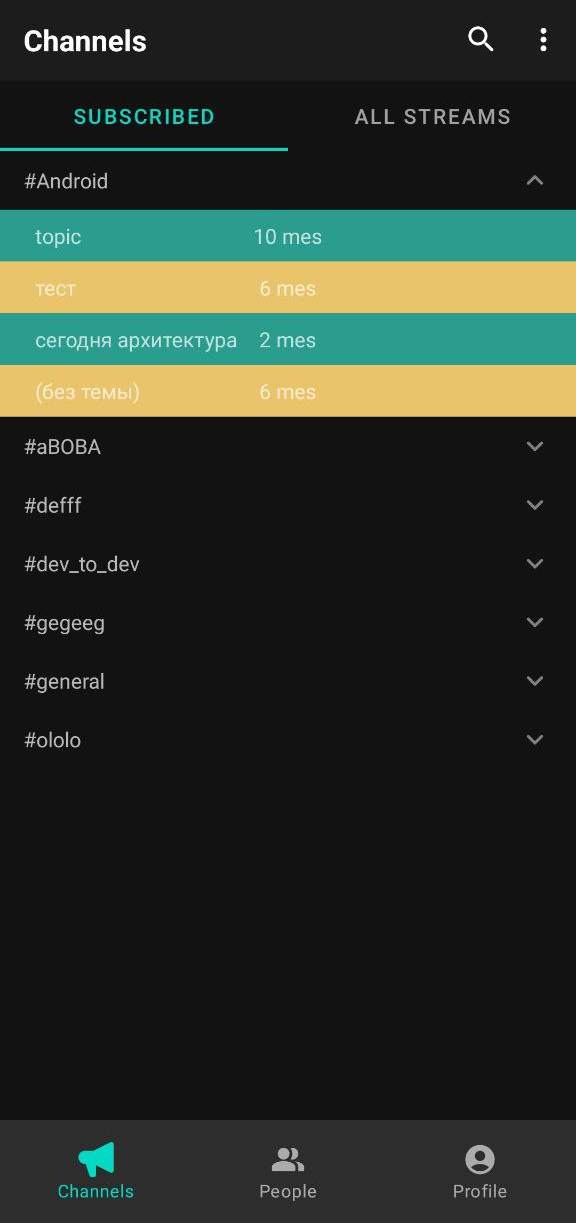 Channels
SUBSCRIBED ALL STREAMS
#Android
topic 10 mes
тест 6 mes
сегодня архитектура 2 mes
(без темы) 6 mes
#aBOBA
#defff
#dev_to_dev
#gegeeg
#general
#ololo
Channels People Profile